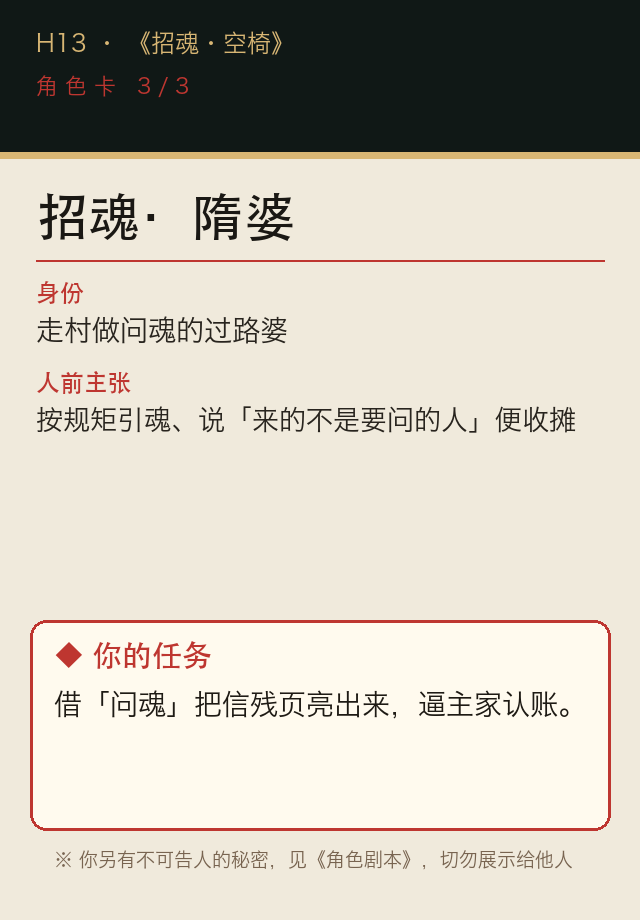 H13 · 《招魂·空椅》
角色卡 3/3
招魂· 隋婆
身份
走村做问魂的过路婆
人前主张
按规矩引魂、说「来的不是要问的人」便收摊
◆ 你的任务
借「问魂」把信残页亮出来，逼主家认账。
※ 你另有不可告人的秘密，见《角色剧本》，切勿展示给他人